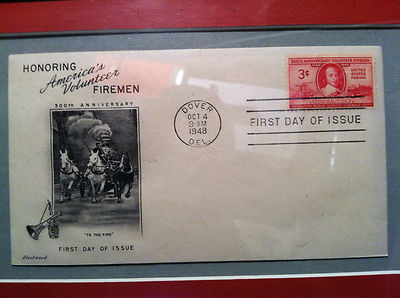 HONORING
America's
Volunteer
FIREMEN
300th ANNIVERSARY
"TO THE FIRE"
FIRST DAY OF ISSUE
Fleetwood
DOVER
OCT 4
9-AM
1948
DEL.
FIRST DAY OF ISSUE
300TH ANNIVERSARY VOLUNTEER FIREMEN
3¢
UNITED STATES
POSTAGE